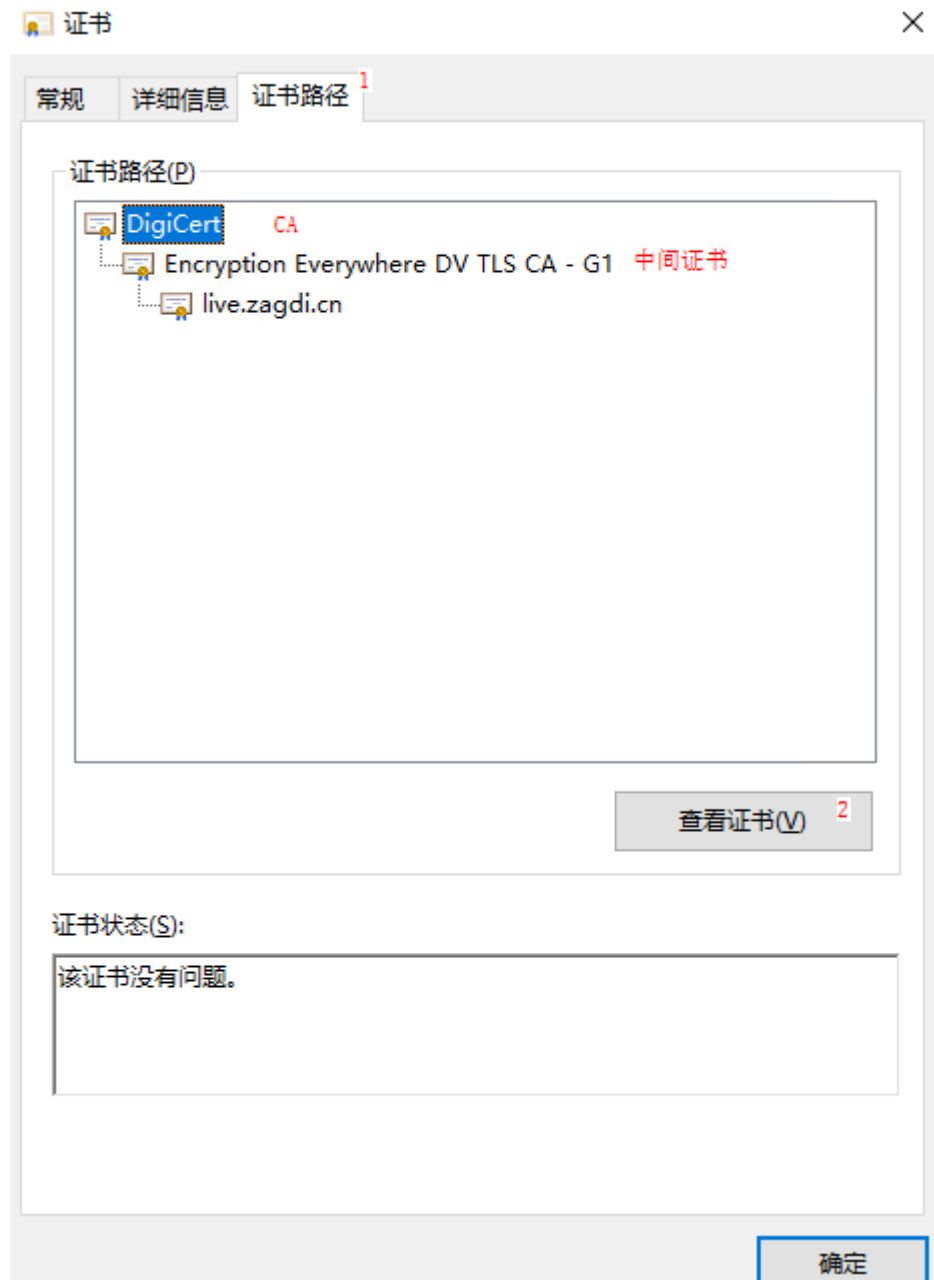 证书
常规 详细信息 证书路径 1
证书路径(P)
DigiCert CA
Encryption Everywhere DV TLS CA - G1 中间证书
live.zagdi.cn
查看证书(V) 2
证书状态(S):
该证书没有问题。
确定